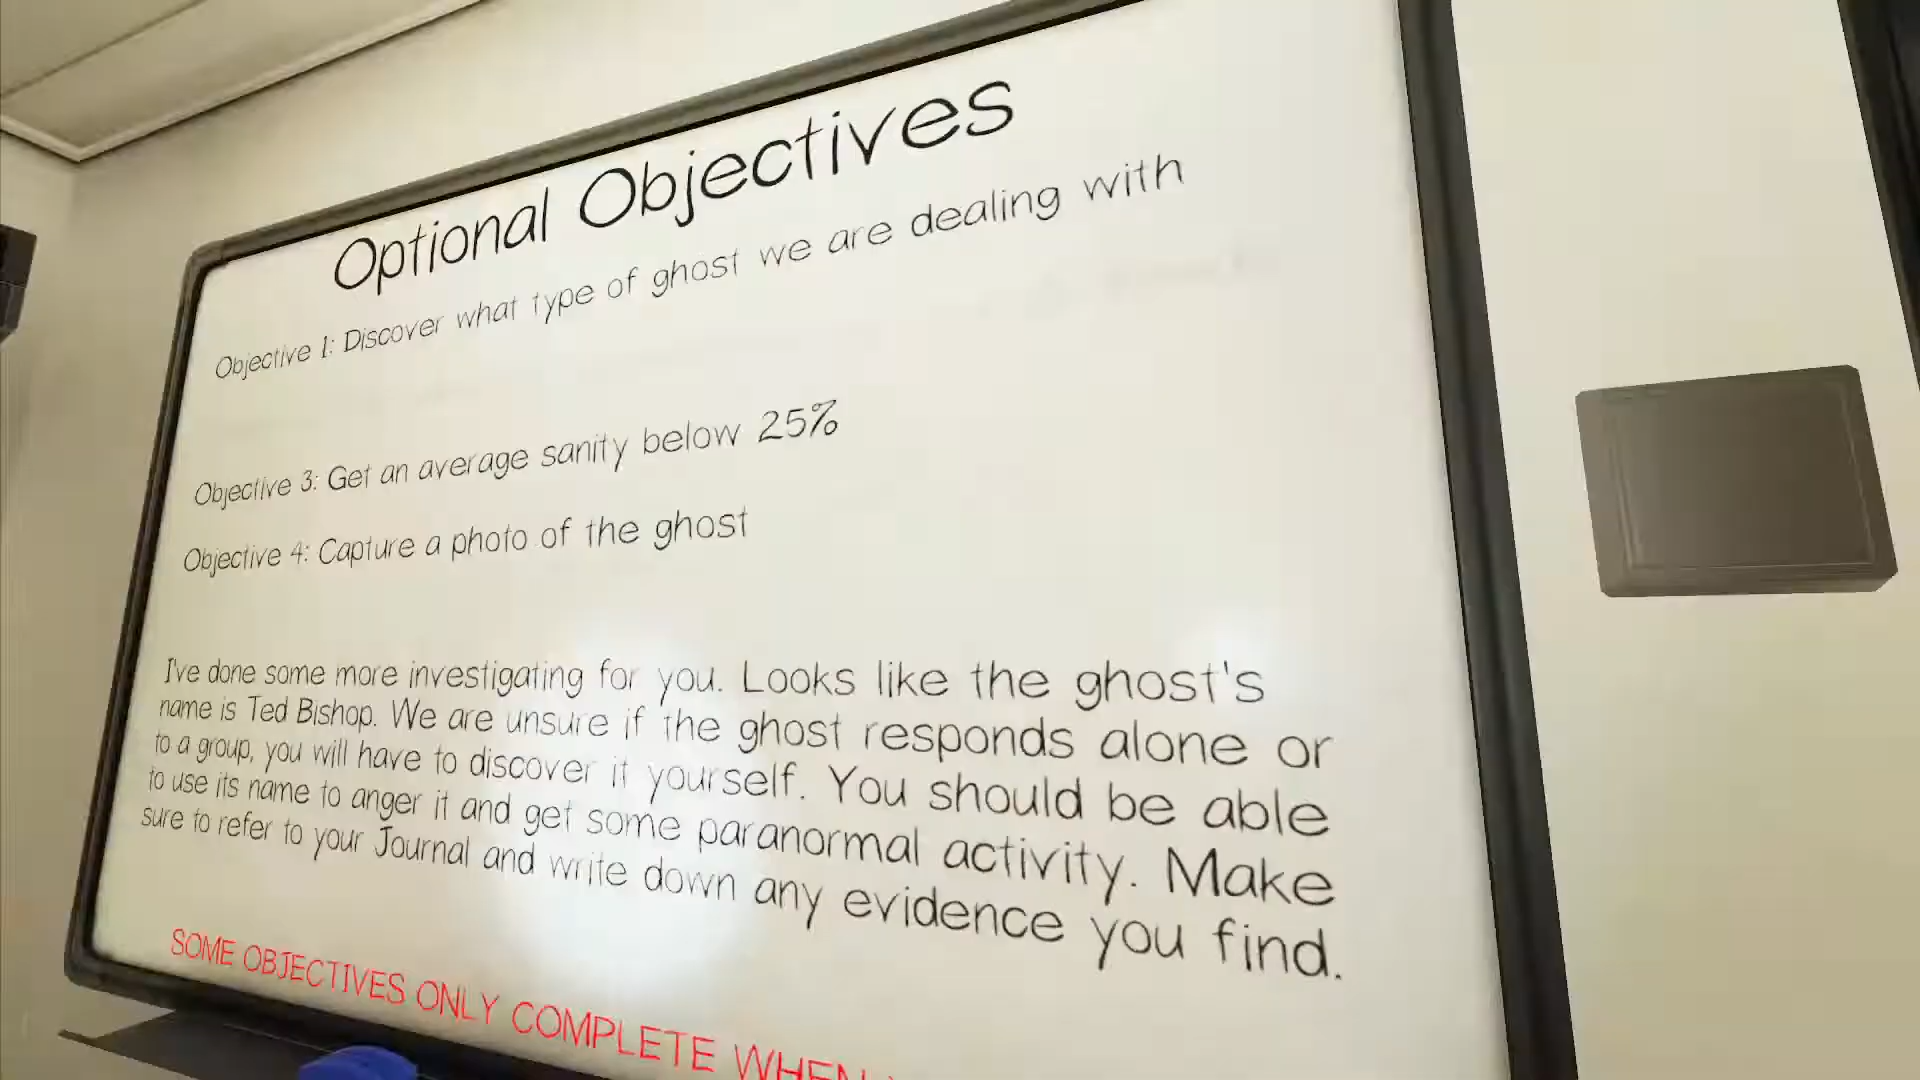 Optional Objectives
Objective 1: Discover what type of ghost we are dealing with
Objective 3: Get an average sanity below 25%
Objective 4: Capture a photo of the ghost
I've done some more investigating for you. Looks like the ghost's
name is Ted Bishop. We are unsure if the ghost responds alone or
to a group, you will have to discover it yourself. You should be able
to use its name to anger it and get some paranormal activity. Make
sure to refer to your Journal and write down any evidence you find.
SOME OBJECTIVES ONLY COMPLETE WHEN